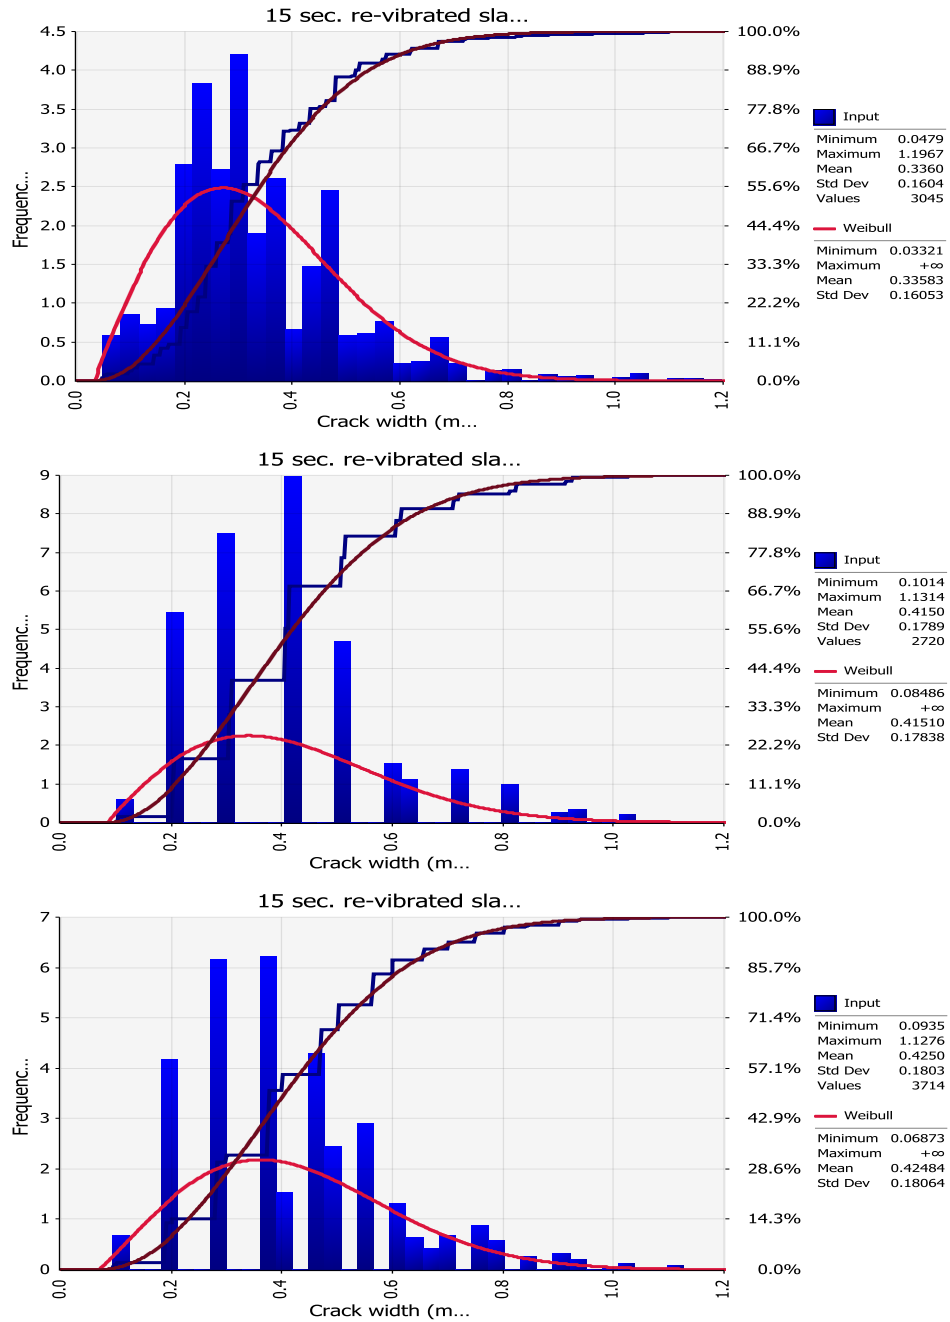 15 sec. re-vibrated sla...
4.5
4.0
3.5
3.0
2.5
2.0
1.5
1.0
0.5
0.0
Frequenc...
100.0%
88.9%
77.8%
66.7%
55.6%
44.4%
33.3%
22.2%
11.1%
0.0%
0.0
0.2
0.4
0.6
0.8
1.0
1.2
Crack width (m...
Input
Minimum 0.0479
Maximum 1.1967
Mean 0.3360
Std Dev 0.1604
Values 3045
Weibull
Minimum 0.03321
Maximum +∞
Mean 0.33583
Std Dev 0.16053
15 sec. re-vibrated sla...
9
8
7
6
5
4
3
2
1
0
Frequenc...
100.0%
88.9%
77.8%
66.7%
55.6%
44.4%
33.3%
22.2%
11.1%
0.0%
0.0
0.2
0.4
0.6
0.8
1.0
1.2
Crack width (m...
Input
Minimum 0.1014
Maximum 1.1314
Mean 0.4150
Std Dev 0.1789
Values 2720
Weibull
Minimum 0.08486
Maximum +∞
Mean 0.41510
Std Dev 0.17838
15 sec. re-vibrated sla...
7
6
5
4
3
2
1
0
Frequenc...
100.0%
85.7%
71.4%
57.1%
42.9%
28.6%
14.3%
0.0%
0.0
0.2
0.4
0.6
0.8
1.0
1.2
Crack width (m...
Input
Minimum 0.0935
Maximum 1.1276
Mean 0.4250
Std Dev 0.1803
Values 3714
Weibull
Minimum 0.06873
Maximum +∞
Mean 0.42484
Std Dev 0.18064